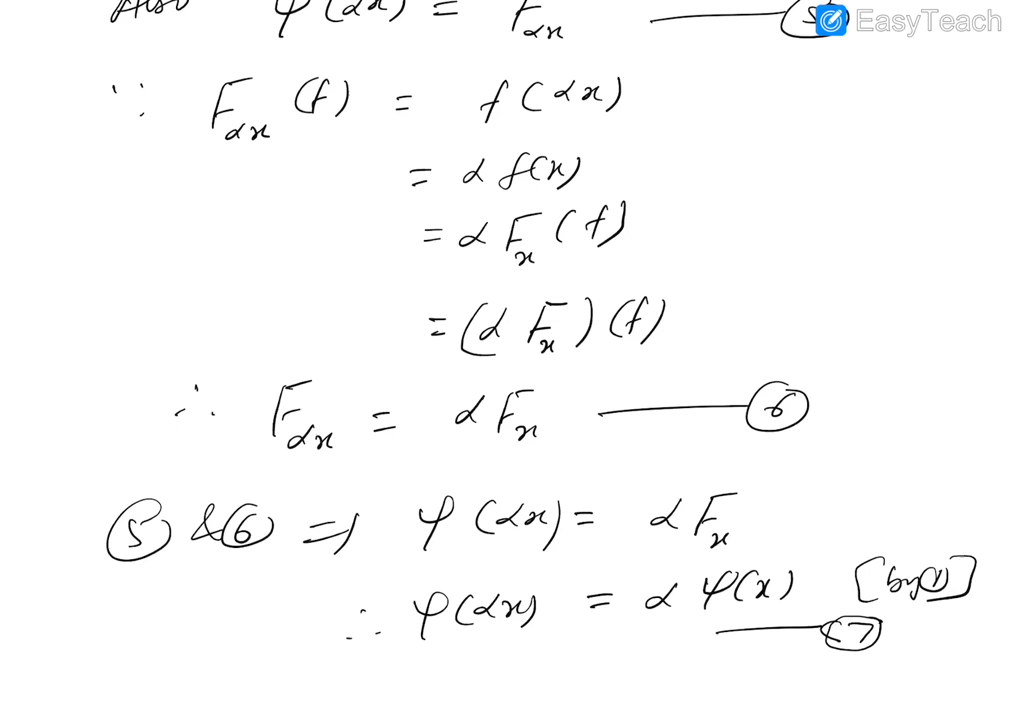 Also φ(αx) = F_αx —— (5) EasyTeach
∵ F_αx (f) = f(αx)
= α f(x)
= α F_x (f)
= (α F_x) (f)
∴ F_αx = α F_x —— (6)
(5) & (6) ⇒ φ(αx) = α F_x
∴ φ(αx) = α φ(x) [by (1)]
—— (7)